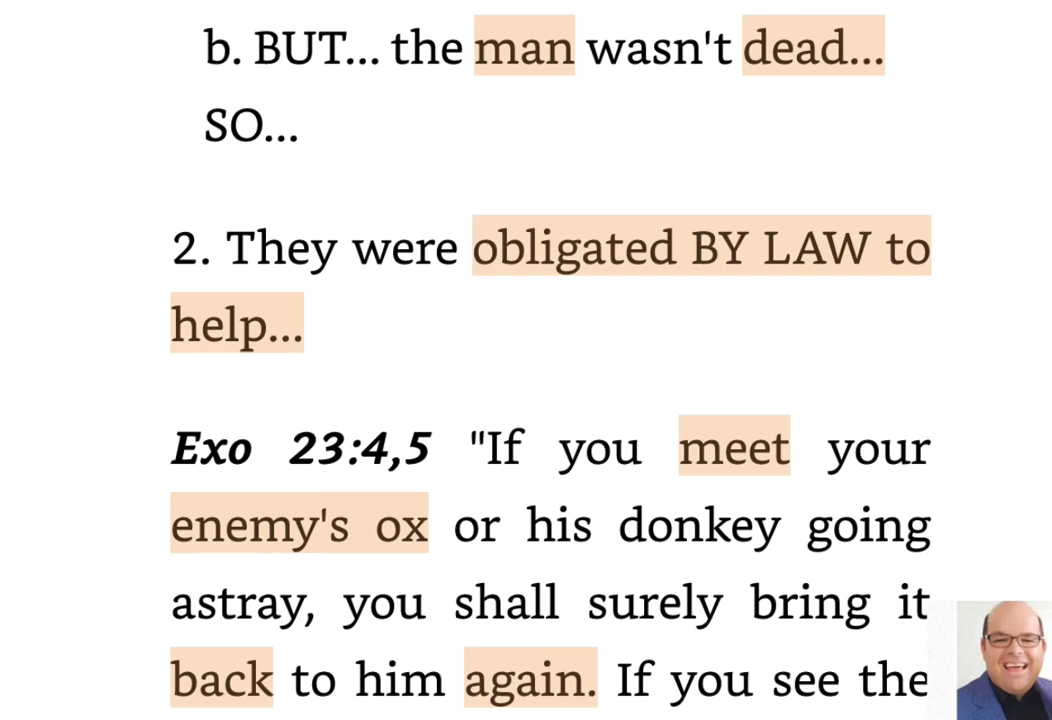 b. BUT... the man wasn't dead...
SO...
2. They were obligated BY LAW to
help...
Exo 23:4,5 "If you meet your
enemy's ox or his donkey going
astray, you shall surely bring it
back to him again. If you see the